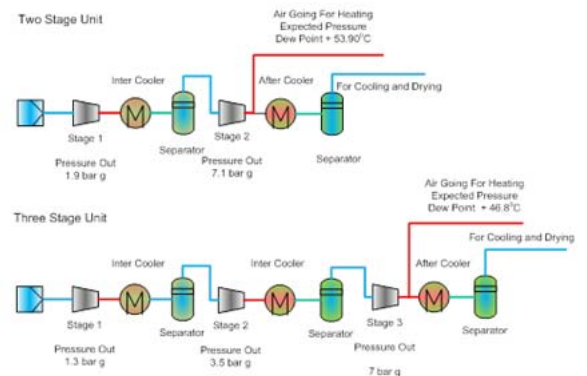 Two Stage Unit
Air Going For Heating
Expected Pressure
Dew Point + 53.90°C
Inter Cooler
After Cooler
For Cooling and Drying
M
M
Stage 1
Separator
Stage 2
Separator
Pressure Out
1.9 bar g
Pressure Out
7.1 bar g
Three Stage Unit
Air Going For Heating
Expected Pressure
Dew Point + 46.8°C
For Cooling and Drying
Inter Cooler
Inter Cooler
After Cooler
M
M
M
Stage 1
Separator
Stage 2
Separator
Stage 3
Separator
Pressure Out
1.3 bar g
Pressure Out
3.5 bar g
Pressure Out
7 bar g